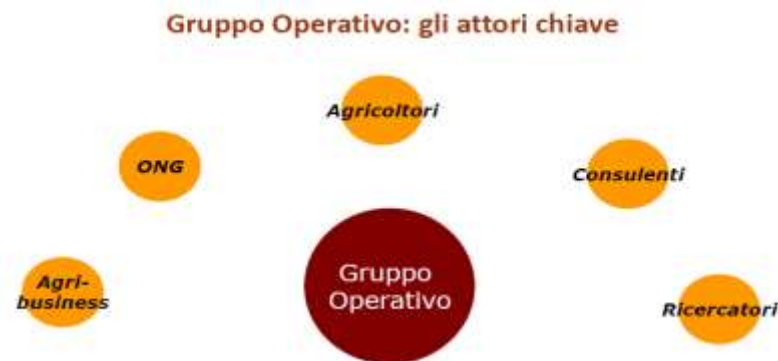 Gruppo Operativo: gli attori chiave
Agricoltori
ONG
Consulenti
Agri-
business
Gruppo
Operativo
Ricercatori